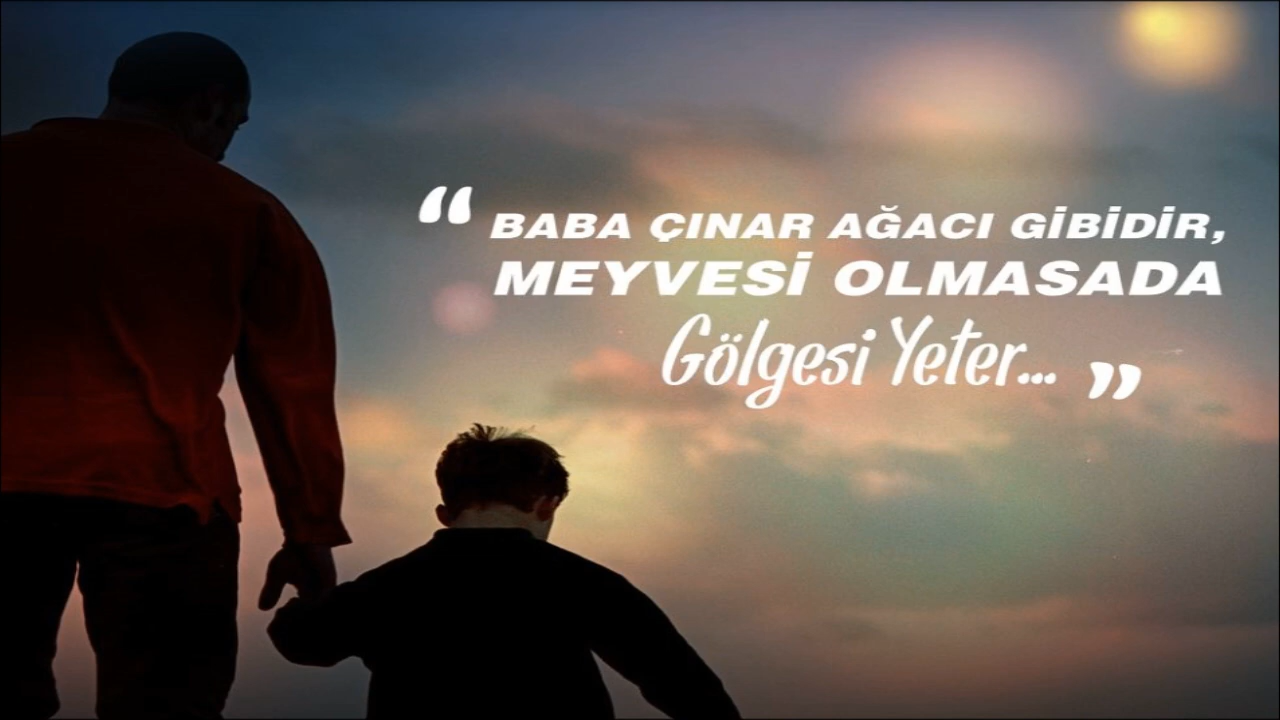 “ BABA ÇINAR AĞACI GİBİDİR,
MEYVESİ OLMASADA
Gölgesi Yeter... ”